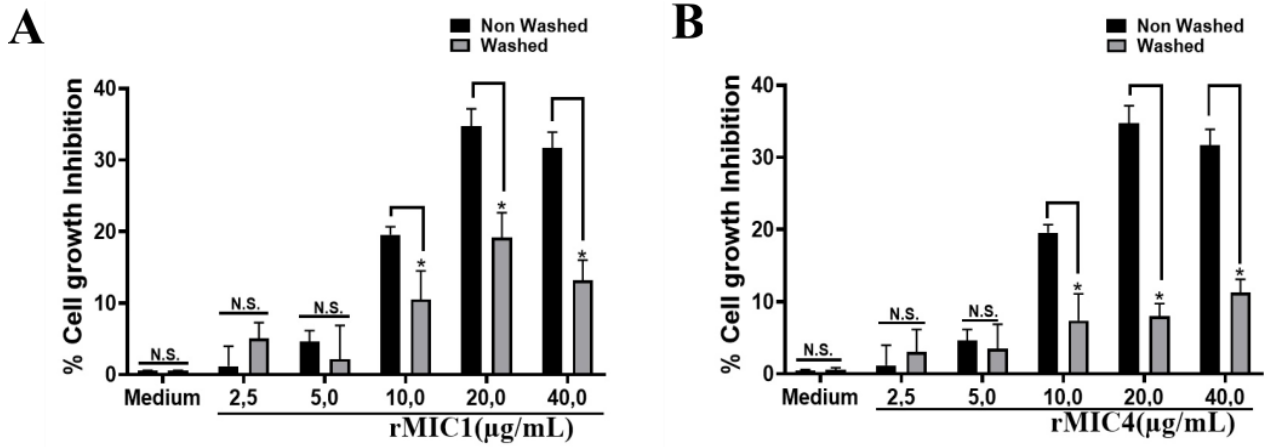 A
Non Washed
Washed
% Cell growth Inhibition
40
30
20
10
0
N.S.
N.S.
N.S.
*
*
*
Medium 2,5 5,0 10,0 20,0 40,0
rMIC1(μg/mL)
B
Non Washed
Washed
% Cell growth Inhibition
40
30
20
10
0
N.S.
N.S.
N.S.
*
*
*
Medium 2,5 5,0 10,0 20,0 40,0
rMIC4(μg/mL)